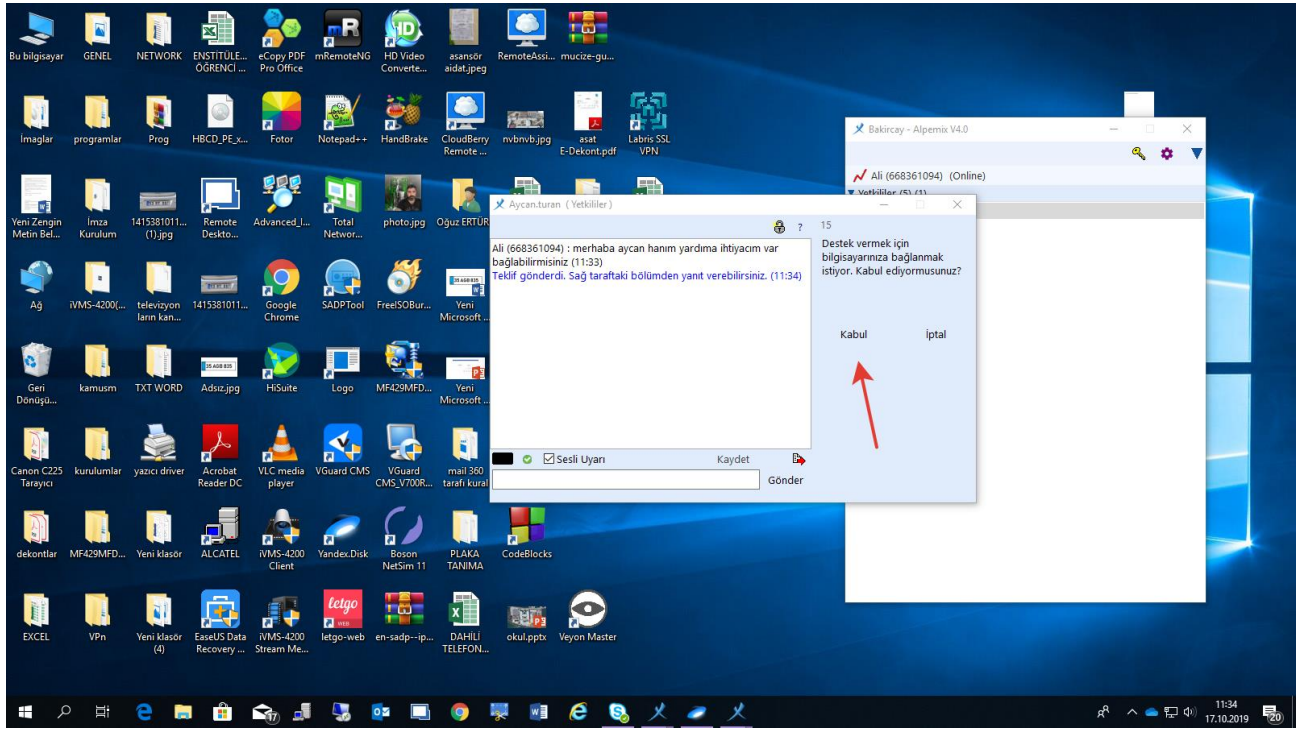 Bu bilgisayar
GENEL
NETWORK
ENSTİTÜLE...
ÖĞRENCİ ...
eCopy PDF
Pro Office
mRemoteNG
HD Video
Converte...
asansör
aidat.jpeg
RemoteAssi...
mucize-gu...
İmaglar
programlar
Prog
HBCD_PE_x...
Fotor
Notepad++
HandBrake
CloudBerry
Remote ...
nvbnvb.jpg
asat
E-Dekont.pdf
Labris SSL
VPN
Yeni Zengin
Metin Bel...
İmza
Kurulum
1415381011...
(1).jpg
Remote
Deskto...
Advanced_I...
Total
Networ...
photo.jpg
Oğuz ERTÜR
Ağ
iVMS-4200(...
televizyon
ların kan...
1415381011...
Google
Chrome
SADPTool
FreeISOBur...
Yeni
Microsoft ...
Geri
Dönüşü...
kamusm
TXT WORD
Adsız.jpg
HiSuite
Logo
MF429MFD...
Yeni
Microsoft ...
Canon C225
Tarayıcı
kurulumlar
yazıcı driver
Acrobat
Reader DC
VLC media
player
VGuard CMS
VGuard
CMS_V700R...
mail 360
tarafı kural
dekontlar
MF429MFD...
Yeni klasör
ALCATEL
iVMS-4200
Client
Yandex.Disk
Boson
NetSim 11
PLAKA
TANIMA
CodeBlocks
EXCEL
VPn
Yeni klasör
(4)
EaseUS Data
Recovery ...
iVMS-4200
Stream Me...
letgo
WEB
letgo-web
en-sadp--ip...
DAHİLİ
TELEFON...
okul.pptx
Veyon Master
Bakircay - Alpemix V4.0
Ali (668361094) (Online)
Yetkililer (5) (1)
Aycan.turan ( Yetkililer )
?
Ali (668361094) : merhaba aycan hanım yardıma ihtiyacım var
bağlabilirmisiniz (11:33)
Teklif gönderdi. Sağ taraftaki bölümden yanıt verebilirsiniz. (11:34)
Sesli Uyarı
Kaydet
Gönder
15
Destek vermek için
bilgisayarınıza bağlanmak
istiyor. Kabul ediyormusunuz?
Kabul
İptal
17
11:34
17.10.2019
20